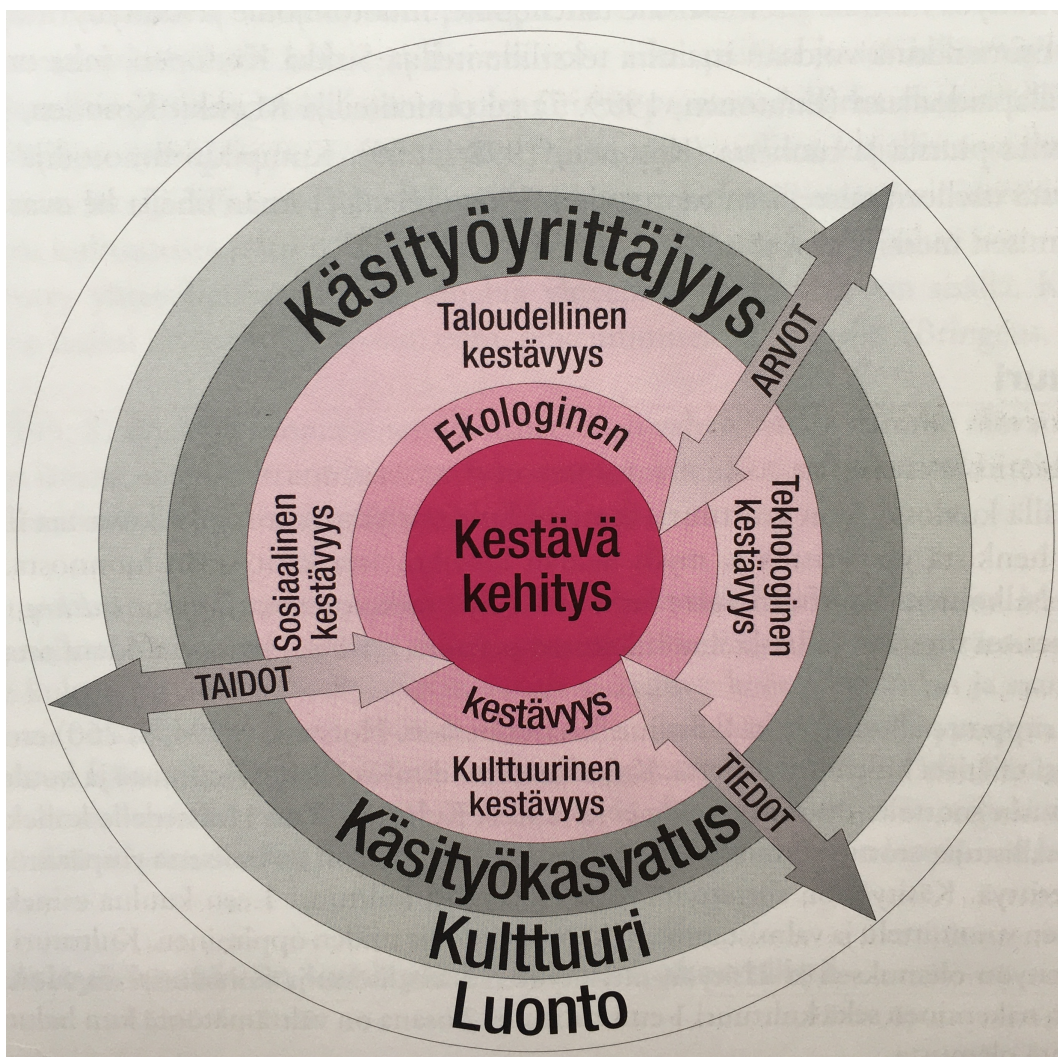 Käsityöyrittäjyys
Taloudellinen
kestävyys
Ekologinen
ARVOT
Kestävä
kehitys
Sosiaalinen
kestävyys
Teknologinen
kestävyys
TAIDOT
kestävyys
TIEDOT
Kulttuurinen
kestävyys
Käsityökasvatus
Kulttuuri
Luonto